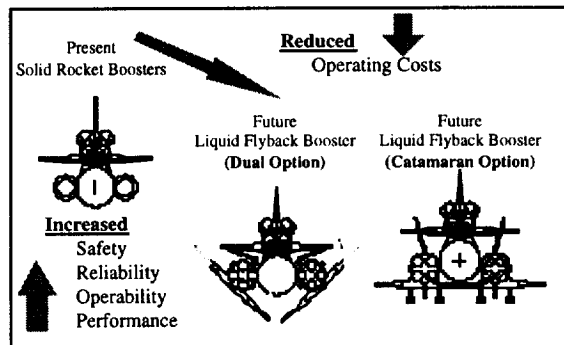 Present
Solid Rocket Boosters
Reduced
Operating Costs
Future
Liquid Flyback Booster
(Dual Option)
Future
Liquid Flyback Booster
(Catamaran Option)
Increased
Safety
Reliability
Operability
Performance